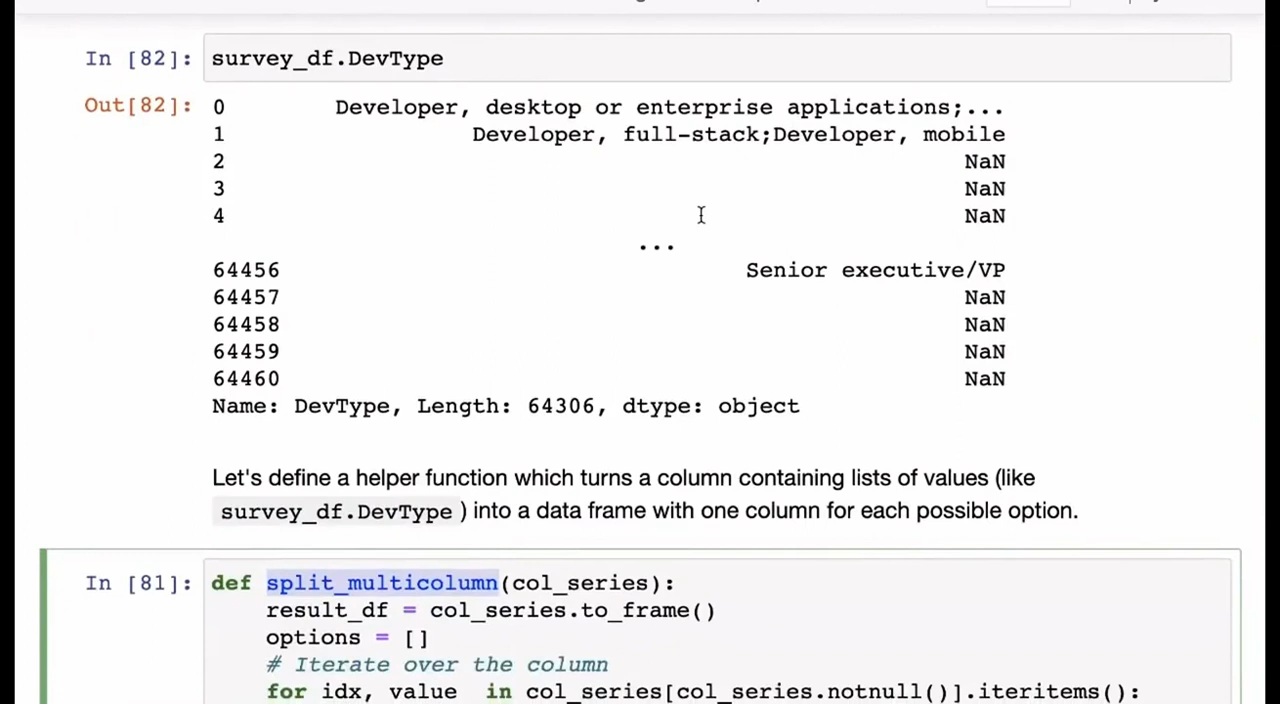 In [82]: survey_df.DevType
Out[82]: 0 Developer, desktop or enterprise applications;...
1 Developer, full-stack;Developer, mobile
2 NaN
3 NaN
4 NaN
...
64456 Senior executive/VP
64457 NaN
64458 NaN
64459 NaN
64460 NaN
Name: DevType, Length: 64306, dtype: object
Let's define a helper function which turns a column containing lists of values (like
survey_df.DevType ) into a data frame with one column for each possible option.
In [81]: def split_multicolumn(col_series):
result_df = col_series.to_frame()
options = []
# Iterate over the column
for idx, value in col_series[col_series.notnull()].iteritems():